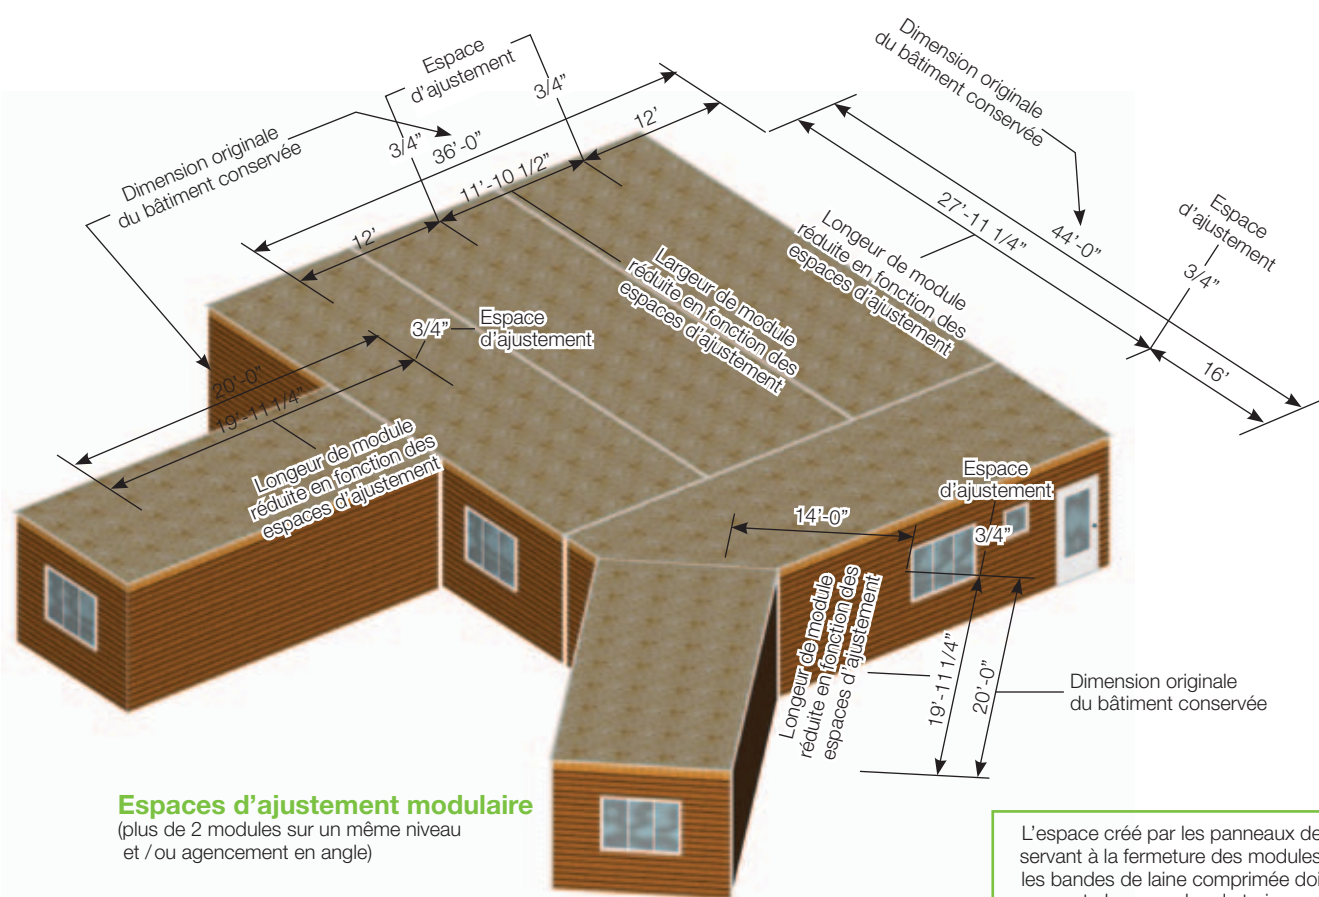 Espace
d'ajustement
3/4”
3/4”
Dimension originale
du bâtiment conservée
36’-0”
12’
11’-10 1/2”
12’
Dimension originale
du bâtiment conservée
27’-11 1/4”
44’-0”
Espace
d'ajustement
3/4”
16’
Longeur de module
réduite en fonction des
espaces d'ajustement
Largeur de module
réduite en fonction des
espaces d'ajustement
3/4”
Espace
d'ajustement
20’-0”
19’-11 1/4”
Longeur de module
réduite en fonction des
espaces d'ajustement
14’-0”
Espace
d'ajustement
3/4”
Longeur de module
réduite en fonction des
espaces d'ajustement
19’-11 1/4”
20’-0”
Dimension originale
du bâtiment conservée
Espaces d'ajustement modulaire
(plus de 2 modules sur un même niveau
et / ou agencement en angle)
L'espace créé par les panneaux de
servant à la fermeture des modules
les bandes de laine comprimée doi